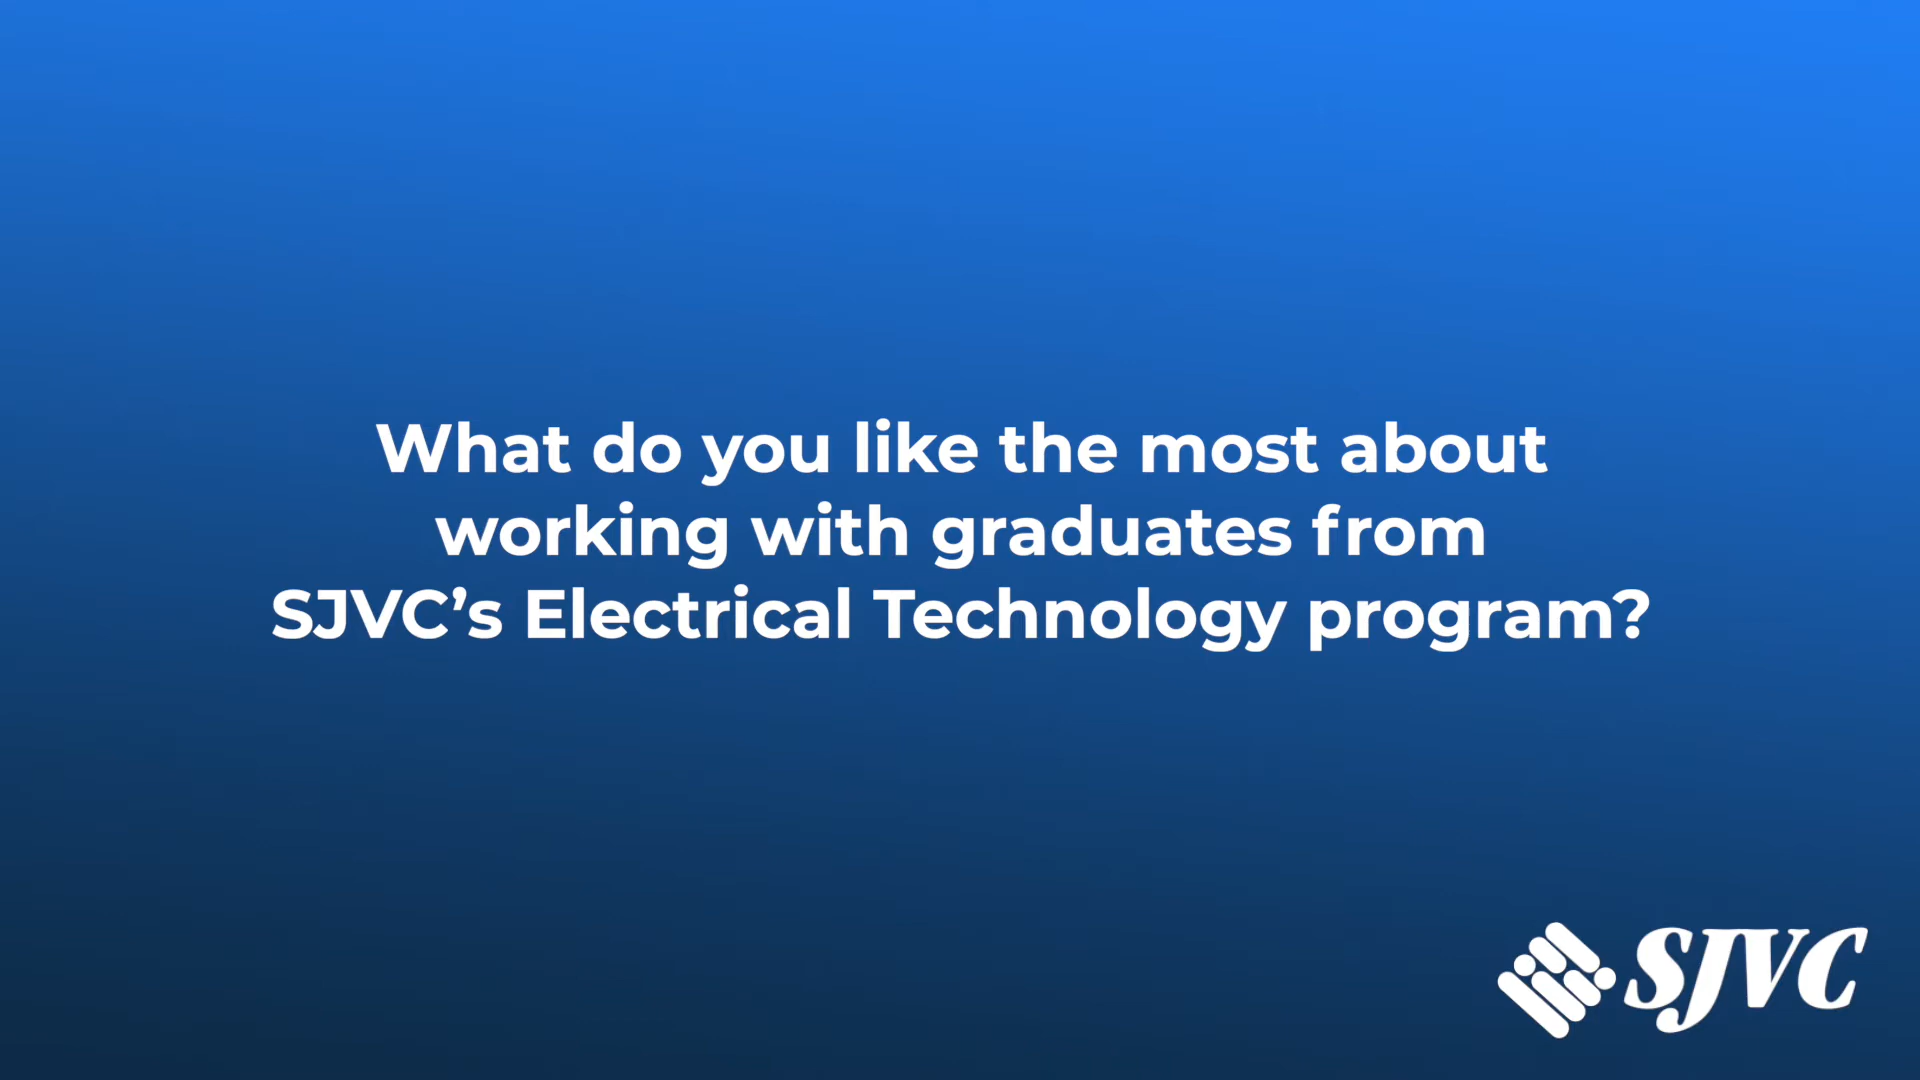 What do you like the most about
working with graduates from
SJVC’s Electrical Technology program?
SJVC